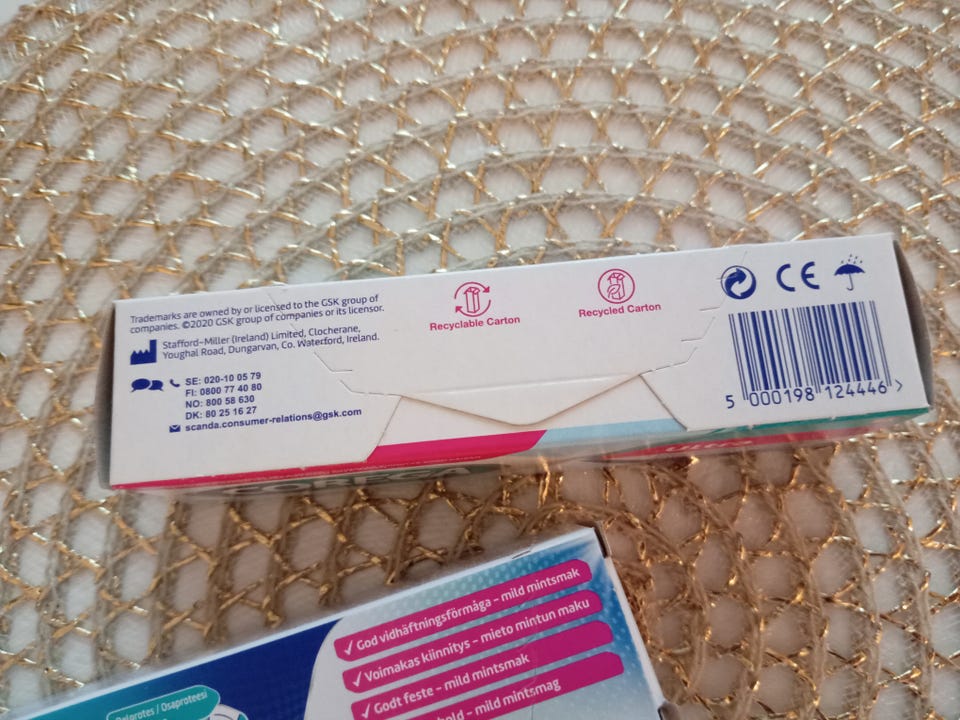 Trademarks are owned by or licensed to the GSK group of
companies. ©2020 GSK group of companies or its licensor.
Stafford-Miller (Ireland) Limited, Clocherane,
Youghal Road, Dungarvan, Co. Waterford, Ireland.
SE: 020-10 05 79
FI: 0800 77 40 80
NO: 800 58 630
DK: 80 25 16 27
scanda.consumer-relations@gsk.com
Recyclable Carton
Recycled Carton
CE
5 000198 124446 >
COREGA
Ultra
✓ God vidhäftningsförmåga – mild mintsmak
✓ Voimakas kiinnitys – mieto mintun maku
✓ Godt feste – mild mintsmak
hold – mild mintsmag
/ Osaproteesi